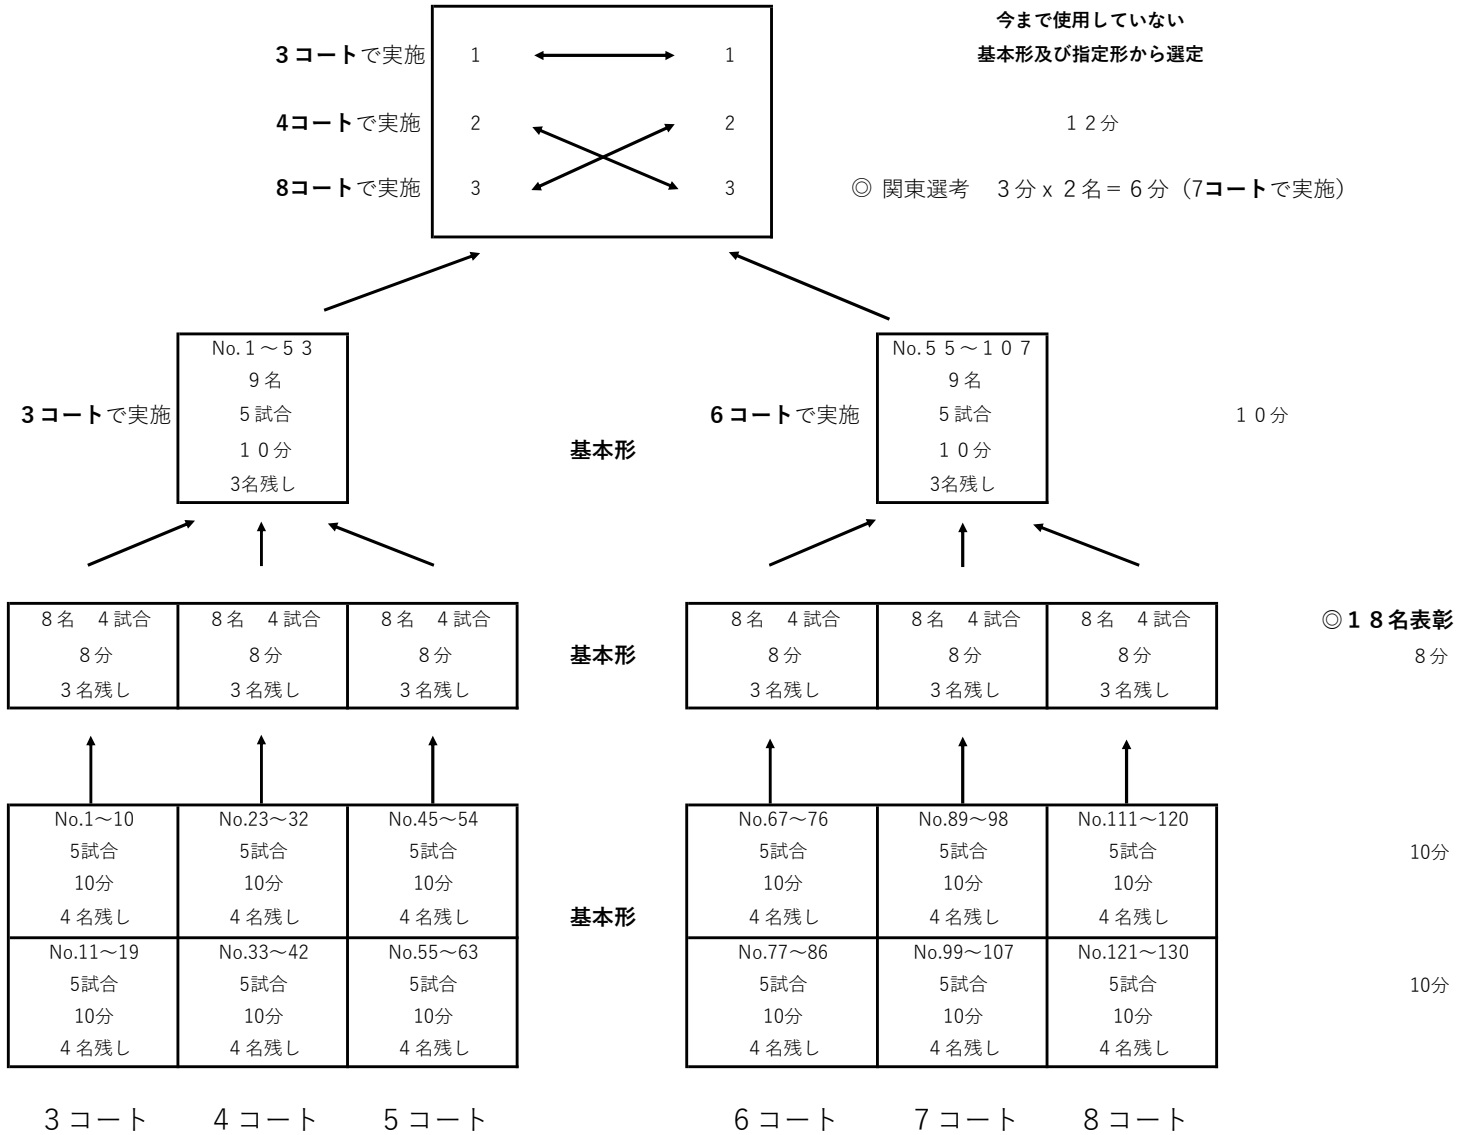 今まで使用していない
3コートで実施 1 1 基本形及び指定形から選定
4コートで実施 2 2 12分
8コートで実施 3 3 ◎ 関東選考 3分 x 2名＝6分（7コートで実施）
No.1～53 No.55～107
9名 9名
3コートで実施 5試合 6コートで実施 5試合 10分
10分 基本形 10分
3名残し 3名残し
8名 4試合 8名 4試合 8名 4試合 8名 4試合 8名 4試合 8名 4試合 ◎18名表彰
8分 8分 8分 基本形 8分 8分 8分 8分
3名残し 3名残し 3名残し 3名残し 3名残し 3名残し
No.1～10 No.23～32 No.45～54 No.67～76 No.89～98 No.111～120
5試合 5試合 5試合 5試合 5試合 5試合 10分
10分 10分 10分 10分 10分 10分
4名残し 4名残し 4名残し 基本形 4名残し 4名残し 4名残し
No.11～19 No.33～42 No.55～63 No.77～86 No.99～107 No.121～130
5試合 5試合 5試合 5試合 5試合 5試合 10分
10分 10分 10分 10分 10分 10分
4名残し 4名残し 4名残し 4名残し 4名残し 4名残し
3コート 4コート 5コート 6コート 7コート 8コート